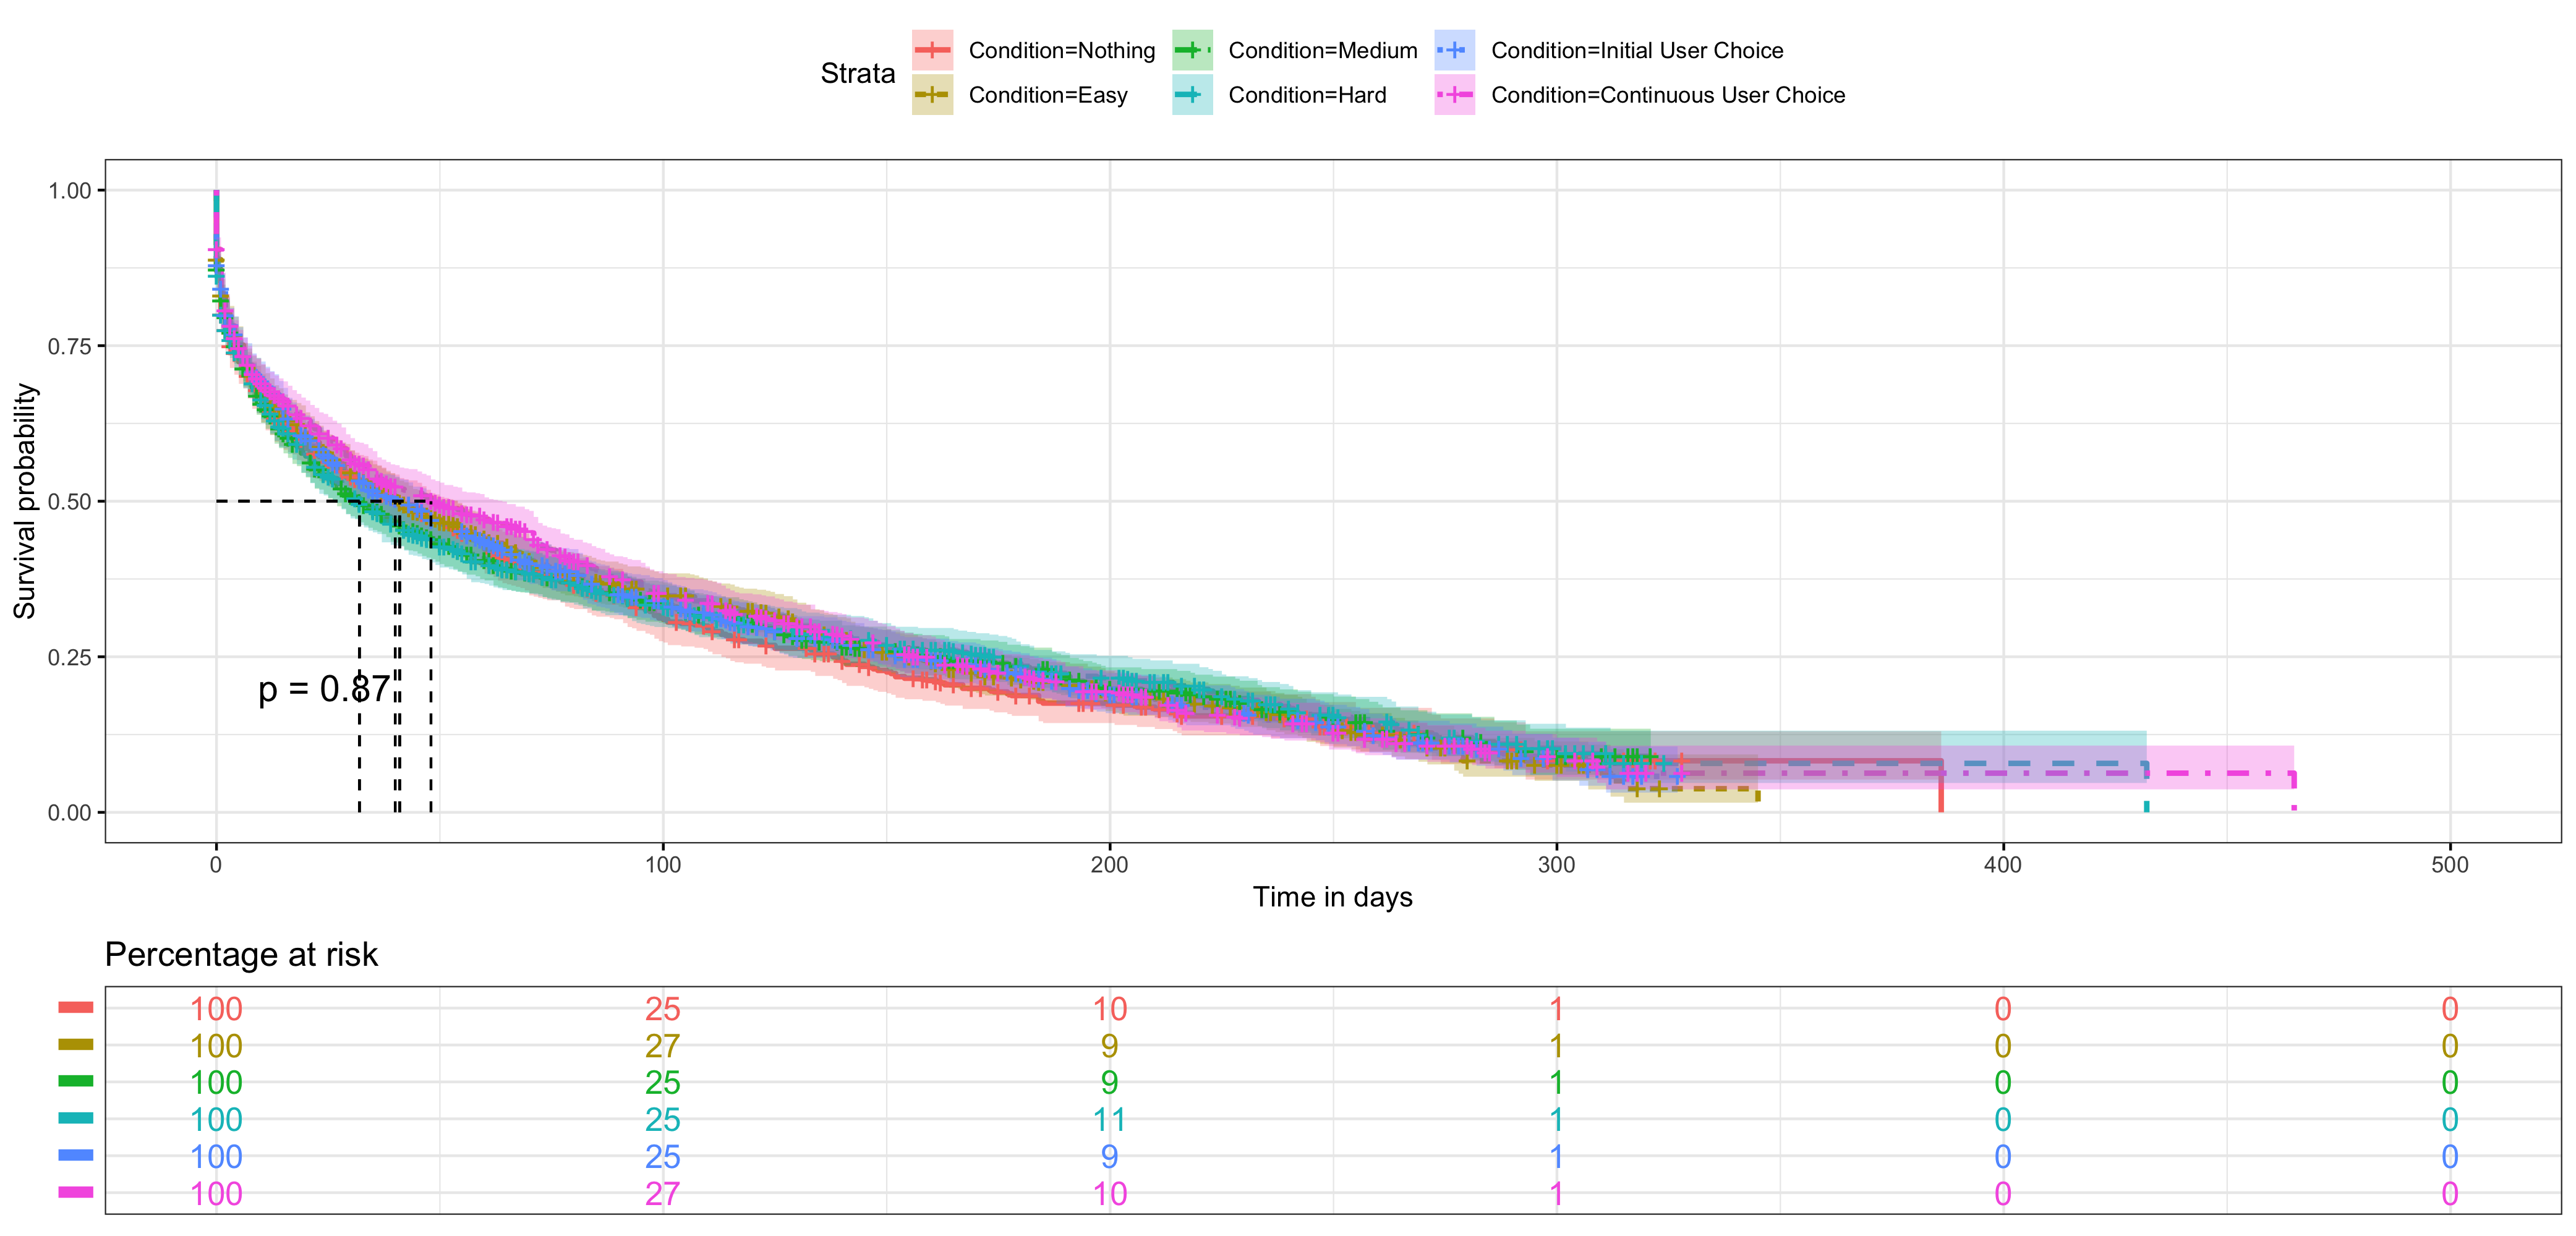 Strata
Condition=Nothing Condition=Medium Condition=Initial User Choice
Condition=Easy Condition=Hard Condition=Continuous User Choice
Survival probability
1.00
0.75
0.50
0.25
0.00
p = 0.87
0 100 200 300 400 500
Time in days
Percentage at risk
100 25 10 1 0 0
100 27 9 1 0 0
100 25 9 1 0 0
100 25 11 1 0 0
100 25 9 1 0 0
100 27 10 1 0 0